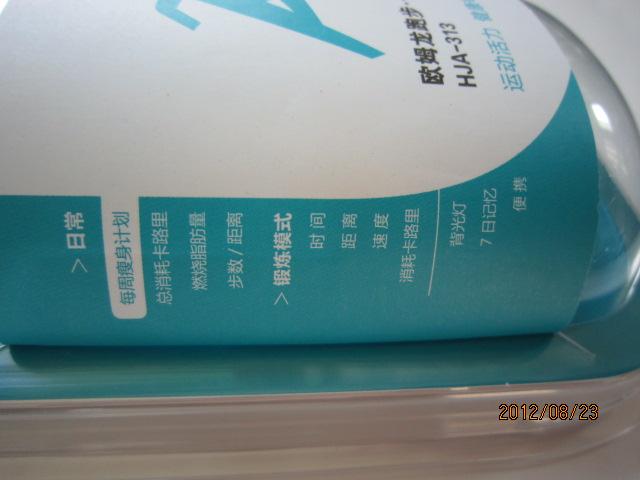 欧姆龙跑步
HJA-313
运动活力
> 日常
每周瘦身计划
总消耗卡路里
燃烧脂肪量
步数 / 距离
> 锻炼模式
时间
距离
速度
消耗卡路里
背光灯
7 日记忆
便携
2012/08/23